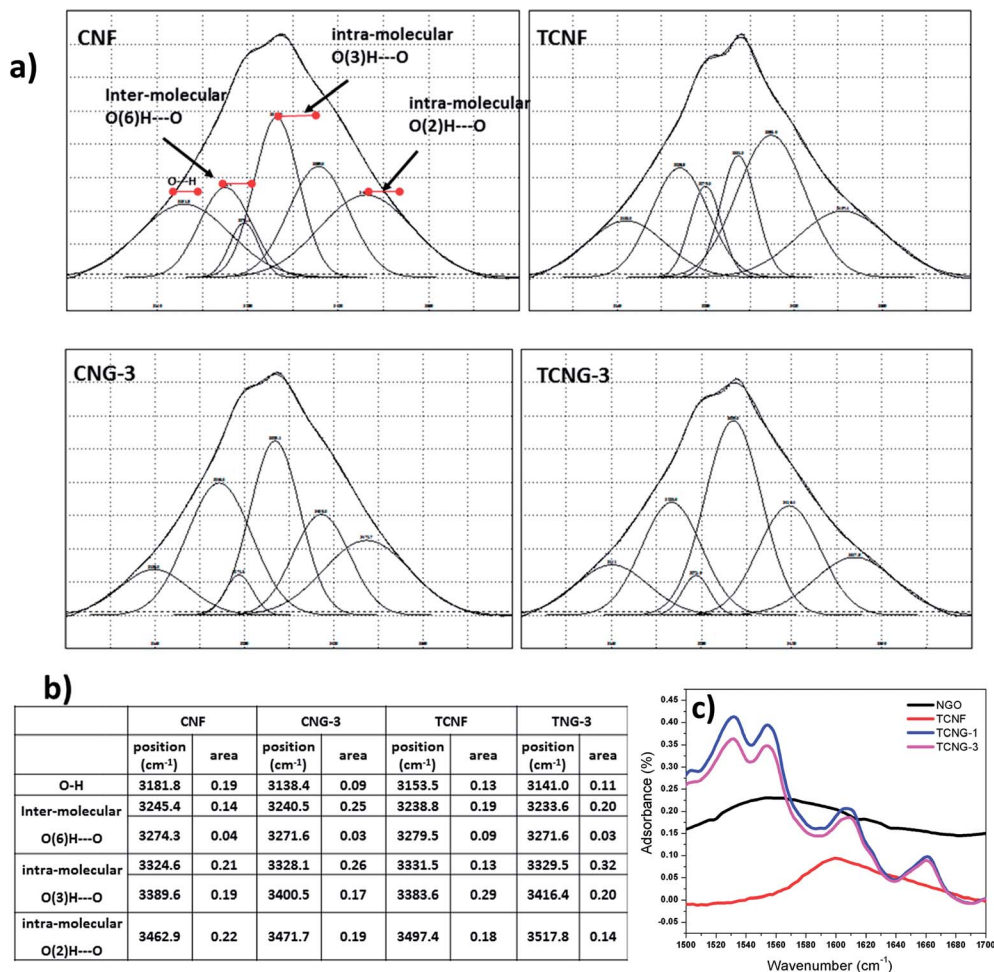 a)
CNF
intra-molecular
O(3)H---O
Inter-molecular
O(6)H---O
intra-molecular
O(2)H---O
O---H
TCNF
CNG-3
TCNG-3
b)
CNF CNG-3 TCNF TNG-3
position (cm-1) area position (cm-1) area position (cm-1) area position (cm-1) area
O-H 3181.8 0.19 3138.4 0.09 3153.5 0.13 3141.0 0.11
Inter-molecular 3245.4 0.14 3240.5 0.25 3238.8 0.19 3233.6 0.20
O(6)H---O 3274.3 0.04 3271.6 0.03 3279.5 0.09 3271.6 0.03
intra-molecular 3324.6 0.21 3328.1 0.26 3331.5 0.13 3329.5 0.32
O(3)H---O 3389.6 0.19 3400.5 0.17 3383.6 0.29 3416.4 0.20
intra-molecular
O(2)H---O 3462.9 0.22 3471.7 0.19 3497.4 0.18 3517.8 0.14
c)
NGO
TCNF
TCNG-1
TCNG-3
Adsorbance (%)
0.45
0.40
0.35
0.30
0.25
0.20
0.15
0.10
0.05
0.00
-0.05
1500 1520 1540 1560 1580 1600 1620 1640 1660 1680 1700
Wavenumber (cm-1)